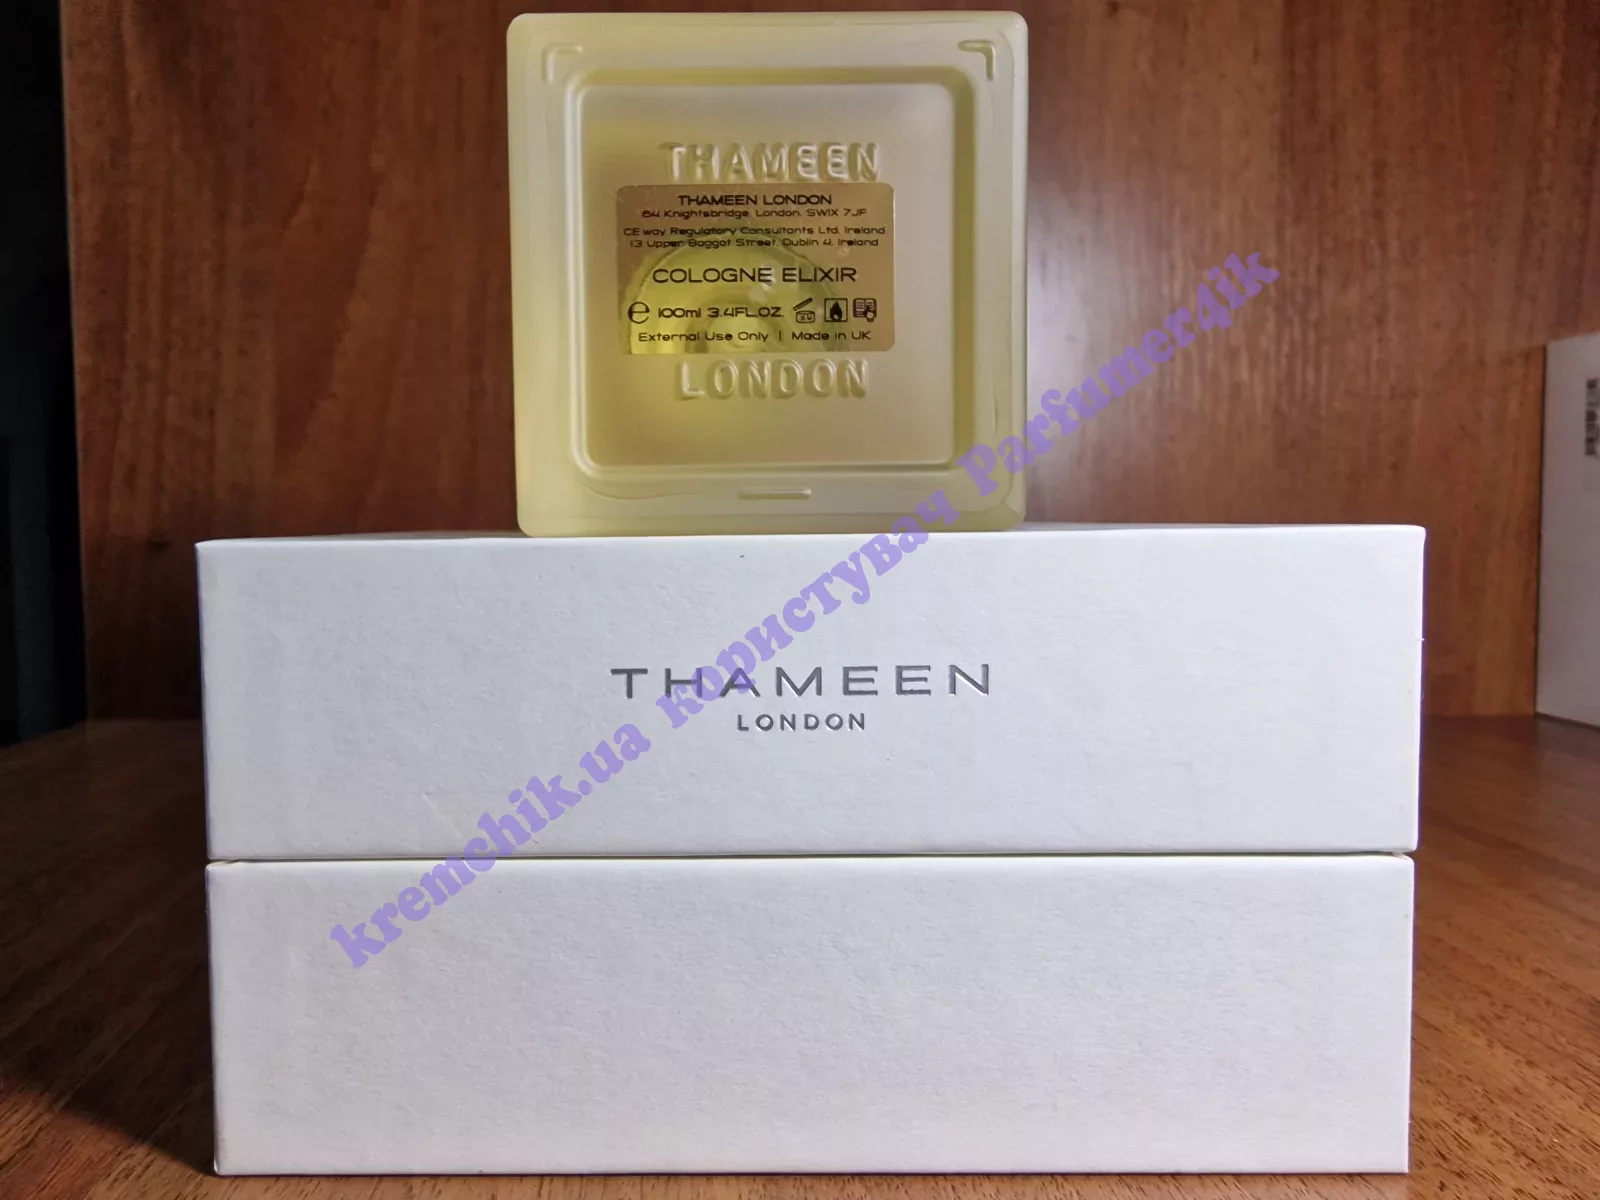 THAMEEN
THAMEEN LONDON
64 Knightsbridge, London, SW1X 7JF
CE way Regulatory Consultants Ltd. Ireland
13 Upper Baggot Street, Dublin 4, Ireland
COLOGNE ELIXIR
e 100ml 3.4FL.OZ.
External Use Only | Made in UK
LONDON
THAMEEN
LONDON
kremchik.ua користувач Parfumer4ik